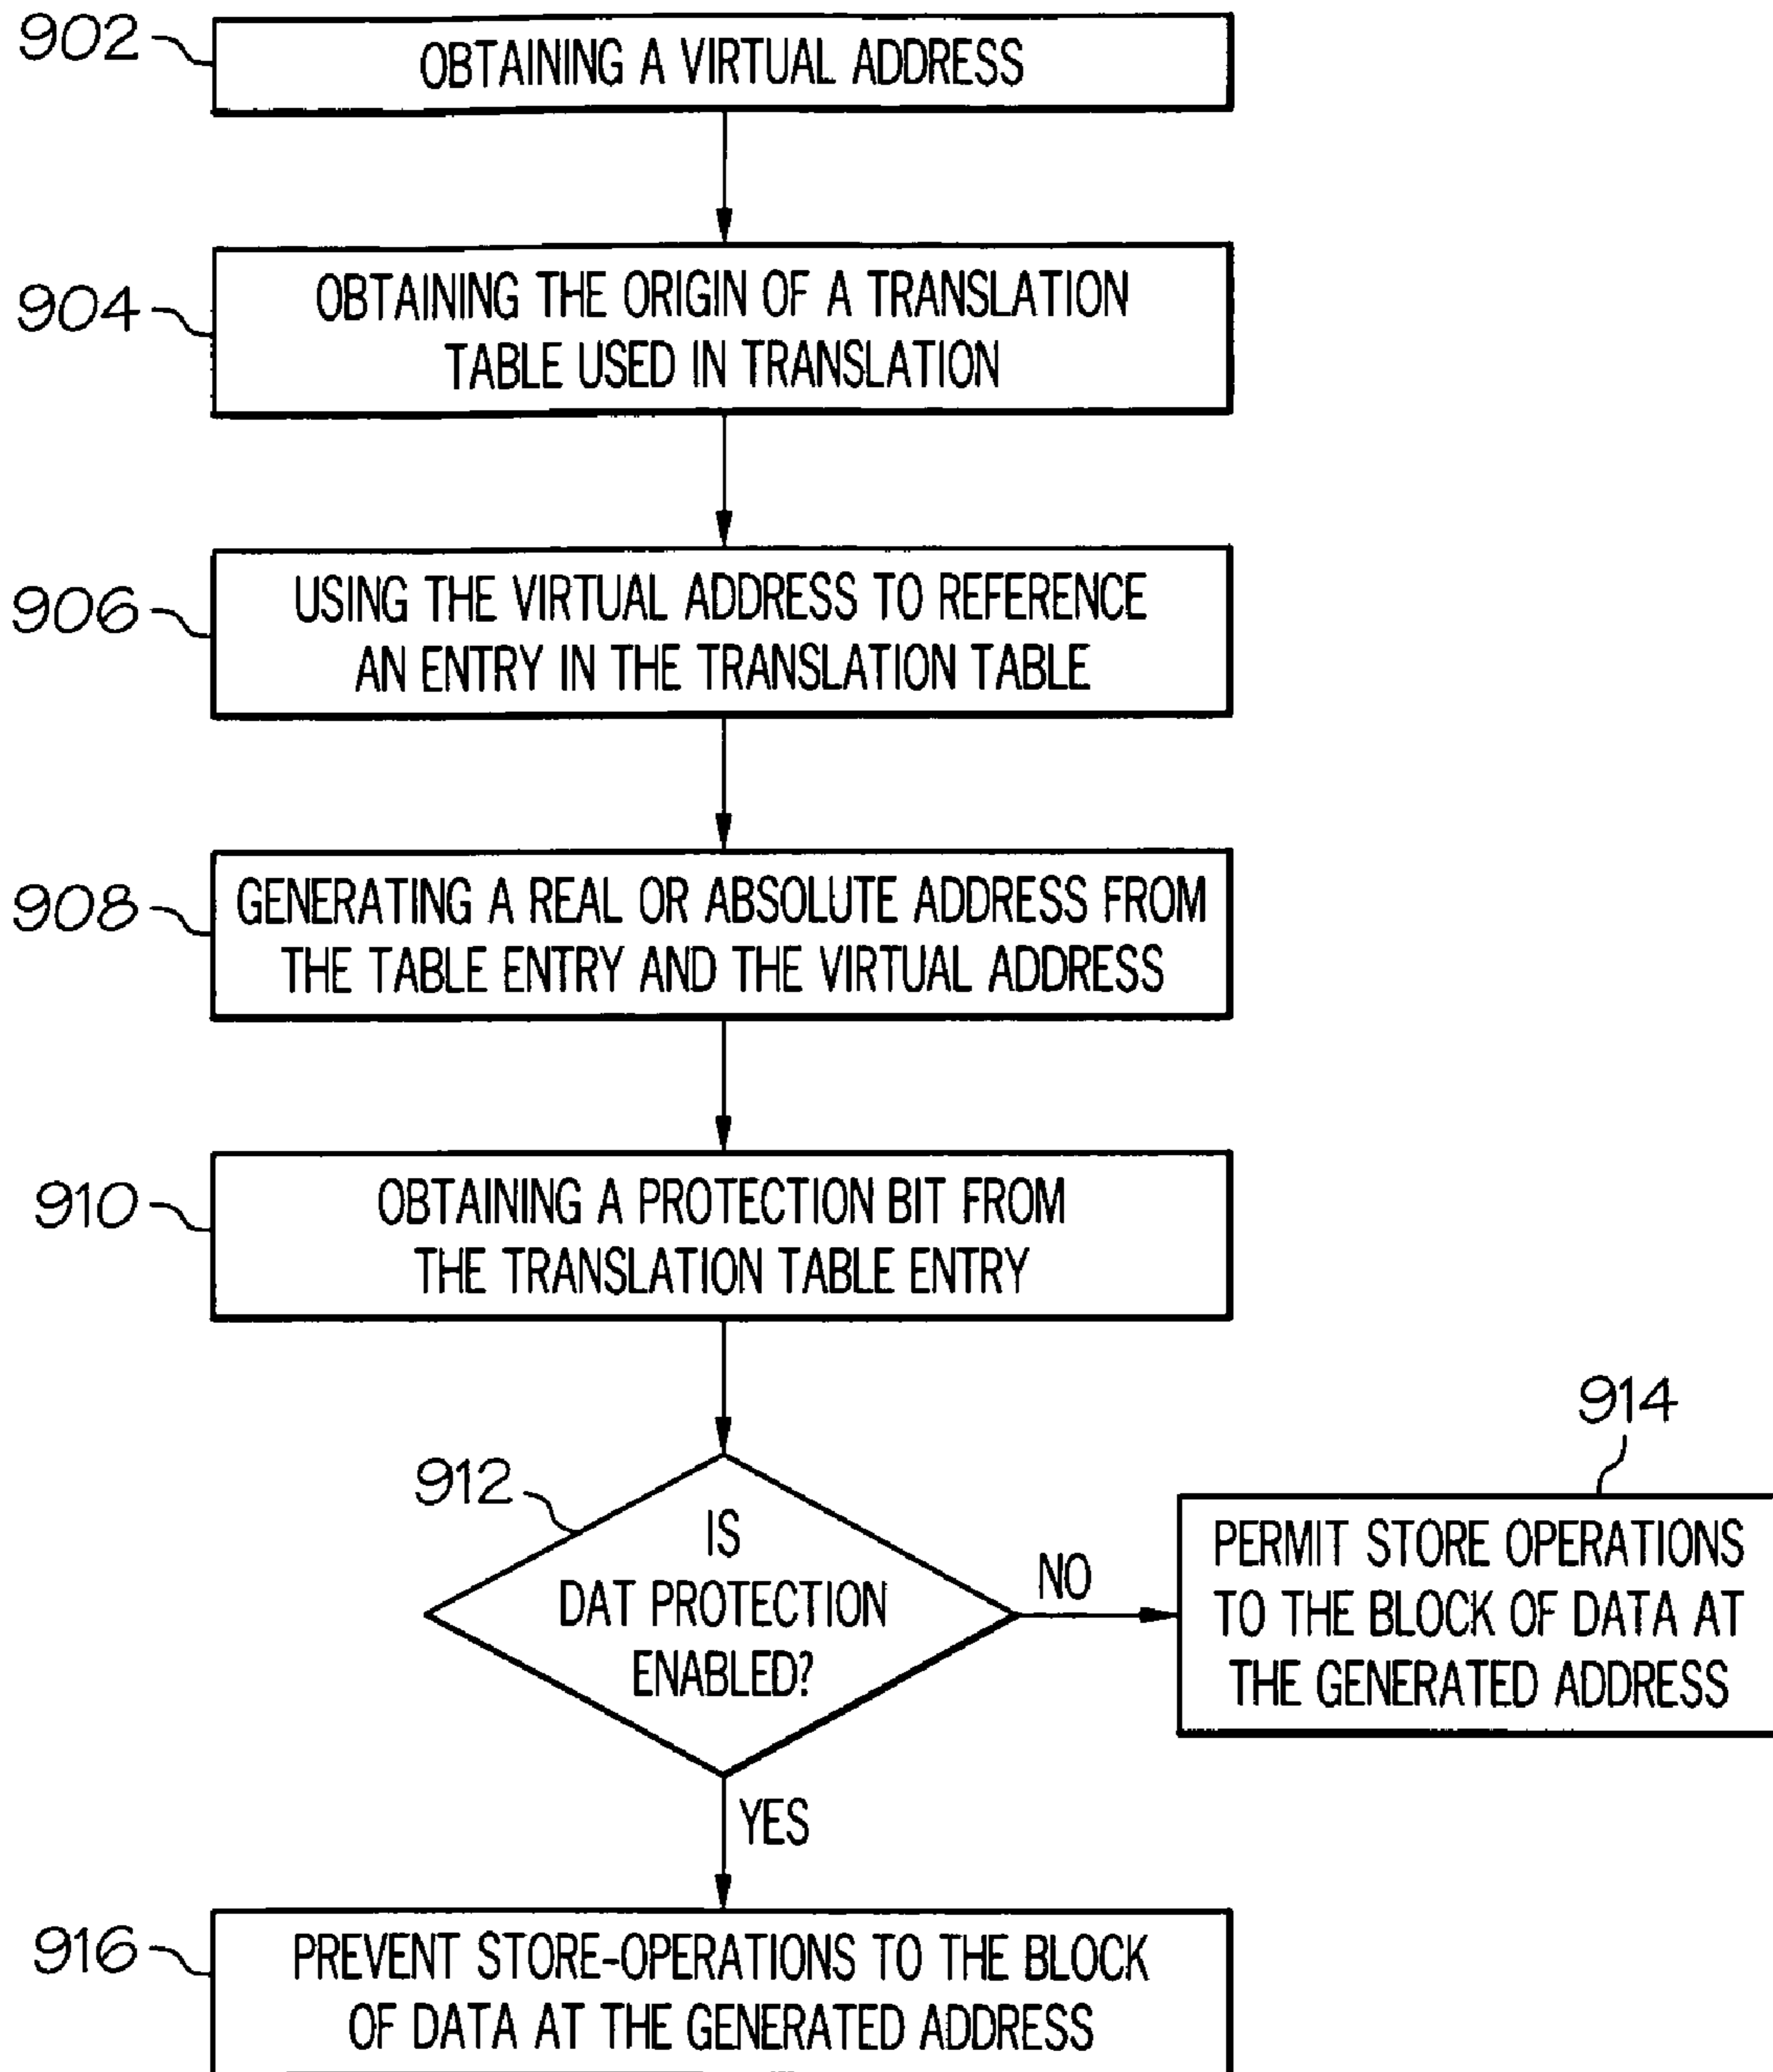 902
OBTAINING A VIRTUAL ADDRESS
904
OBTAINING THE ORIGIN OF A TRANSLATION
TABLE USED IN TRANSLATION
906
USING THE VIRTUAL ADDRESS TO REFERENCE
AN ENTRY IN THE TRANSLATION TABLE
908
GENERATING A REAL OR ABSOLUTE ADDRESS FROM
THE TABLE ENTRY AND THE VIRTUAL ADDRESS
910
OBTAINING A PROTECTION BIT FROM
THE TRANSLATION TABLE ENTRY
912
IS
DAT PROTECTION
ENABLED?
NO
914
PERMIT STORE OPERATIONS
TO THE BLOCK OF DATA AT
THE GENERATED ADDRESS
YES
916
PREVENT STORE-OPERATIONS TO THE BLOCK
OF DATA AT THE GENERATED ADDRESS